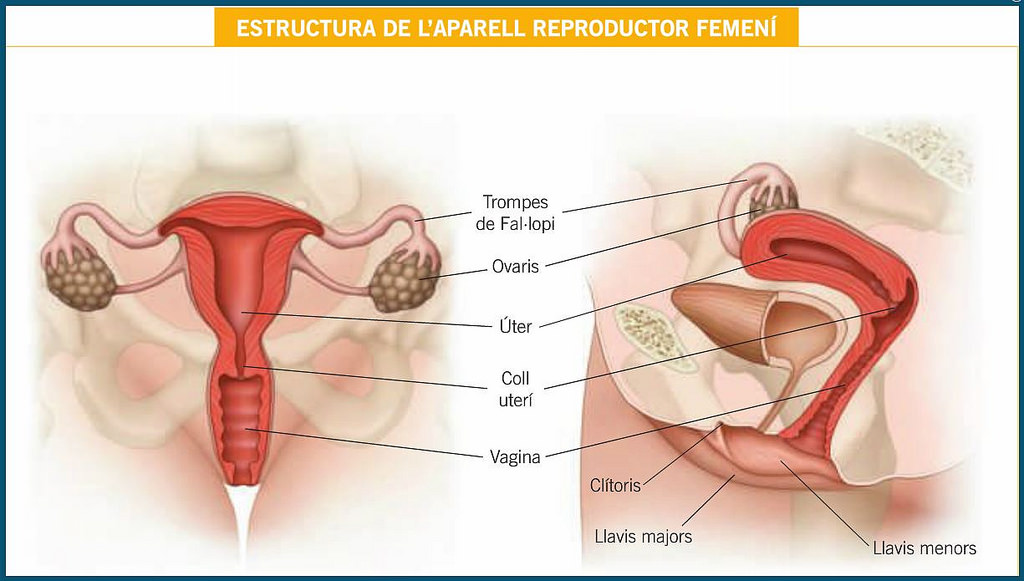 ESTRUCTURA DE L'APARELL REPRODUCTOR FEMENÍ
Trompes
de Fal·lopi
Ovaris
Úter
Coll
uterí
Vagina
Clítoris
Llavis majors
Llavis menors